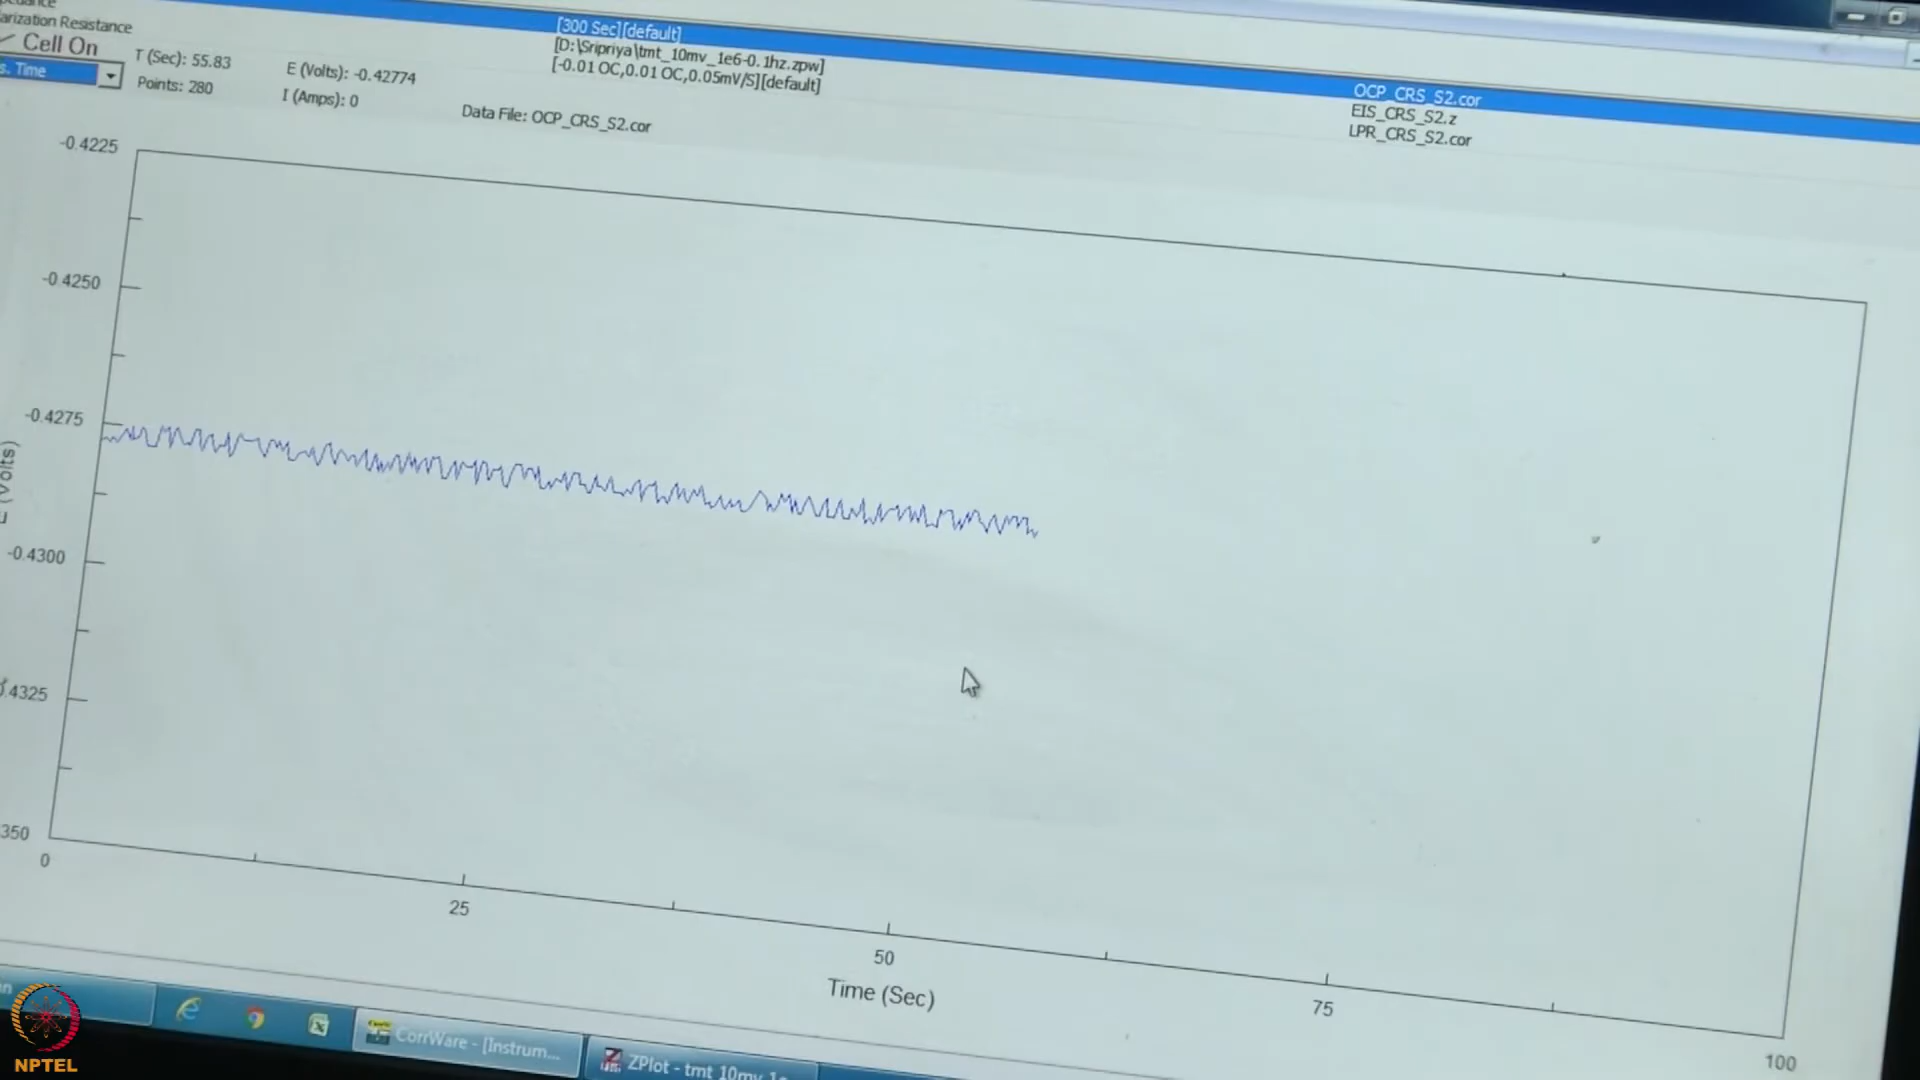 arization Resistance
Cell On
s. Time
T (Sec): 55.83
Points: 280
E (Volts): -0.42774
I (Amps): 0
[300 Sec][default]
[D:\Sripriya\tmt_10mv_1e6-0.1hz.zpw]
[-0.01 OC,0.01 OC,0.05mV/S][default]
OCP_CRS_S2.cor
EIS_CRS_S2.z
LPR_CRS_S2.cor
Data File: OCP_CRS_S2.cor
-0.4225
-0.4250
-0.4275
-0.4300
.4325
350
E (Volts)
0
25
50
75
100
Time (Sec)
CorrWare - [Instrum...
ZPlot - tmt_10mv_1
NPTEL